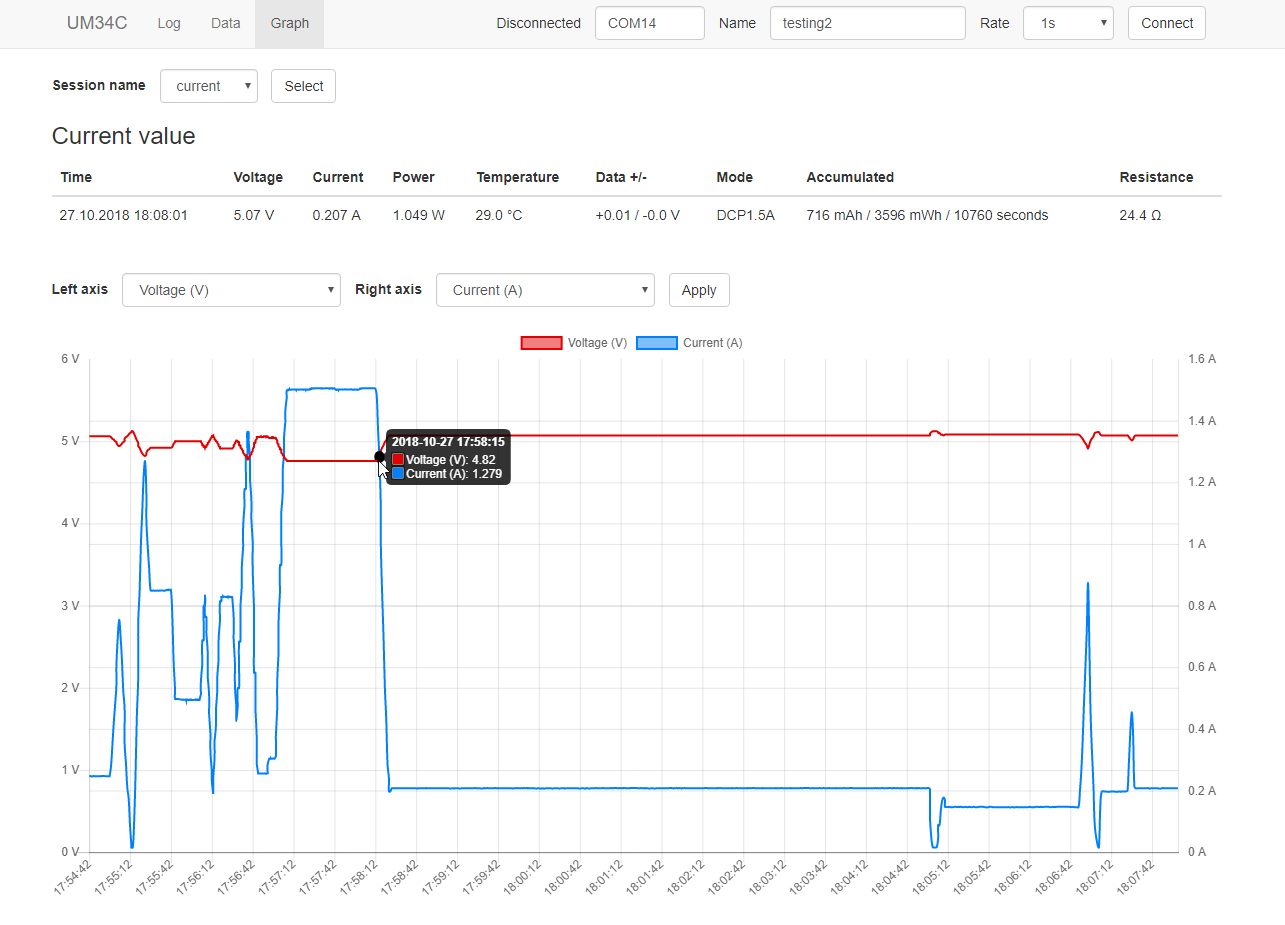 UM34C Log Data Graph Disconnected COM14 Name testing2 Rate 1s Connect
Session name current Select
Current value
Time Voltage Current Power Temperature Data +/- Mode Accumulated Resistance
27.10.2018 18:08:01 5.07 V 0.207 A 1.049 W 29.0 °C +0.01 / -0.0 V DCP1.5A 716 mAh / 3596 mWh / 10760 seconds 24.4 Ω
Left axis Voltage (V) Right axis Current (A) Apply
Voltage (V) Current (A)
6 V 1.6 A
1.4 A
5 V
2018-10-27 17:58:15
Voltage (V): 4.82
Current (A): 1.279
1.2 A
4 V
1 A
3 V 0.8 A
0.6 A
2 V
0.4 A
1 V
0.2 A
0 V 0 A
17:54:42 17:55:12 17:55:42 17:56:12 17:56:42 17:57:12 17:57:42 17:58:12 17:58:42 17:59:12 17:59:42 18:00:12 18:00:42 18:01:12 18:01:42 18:02:12 18:02:42 18:03:12 18:03:42 18:04:12 18:04:42 18:05:12 18:05:42 18:06:12 18:06:42 18:07:12 18:07:42